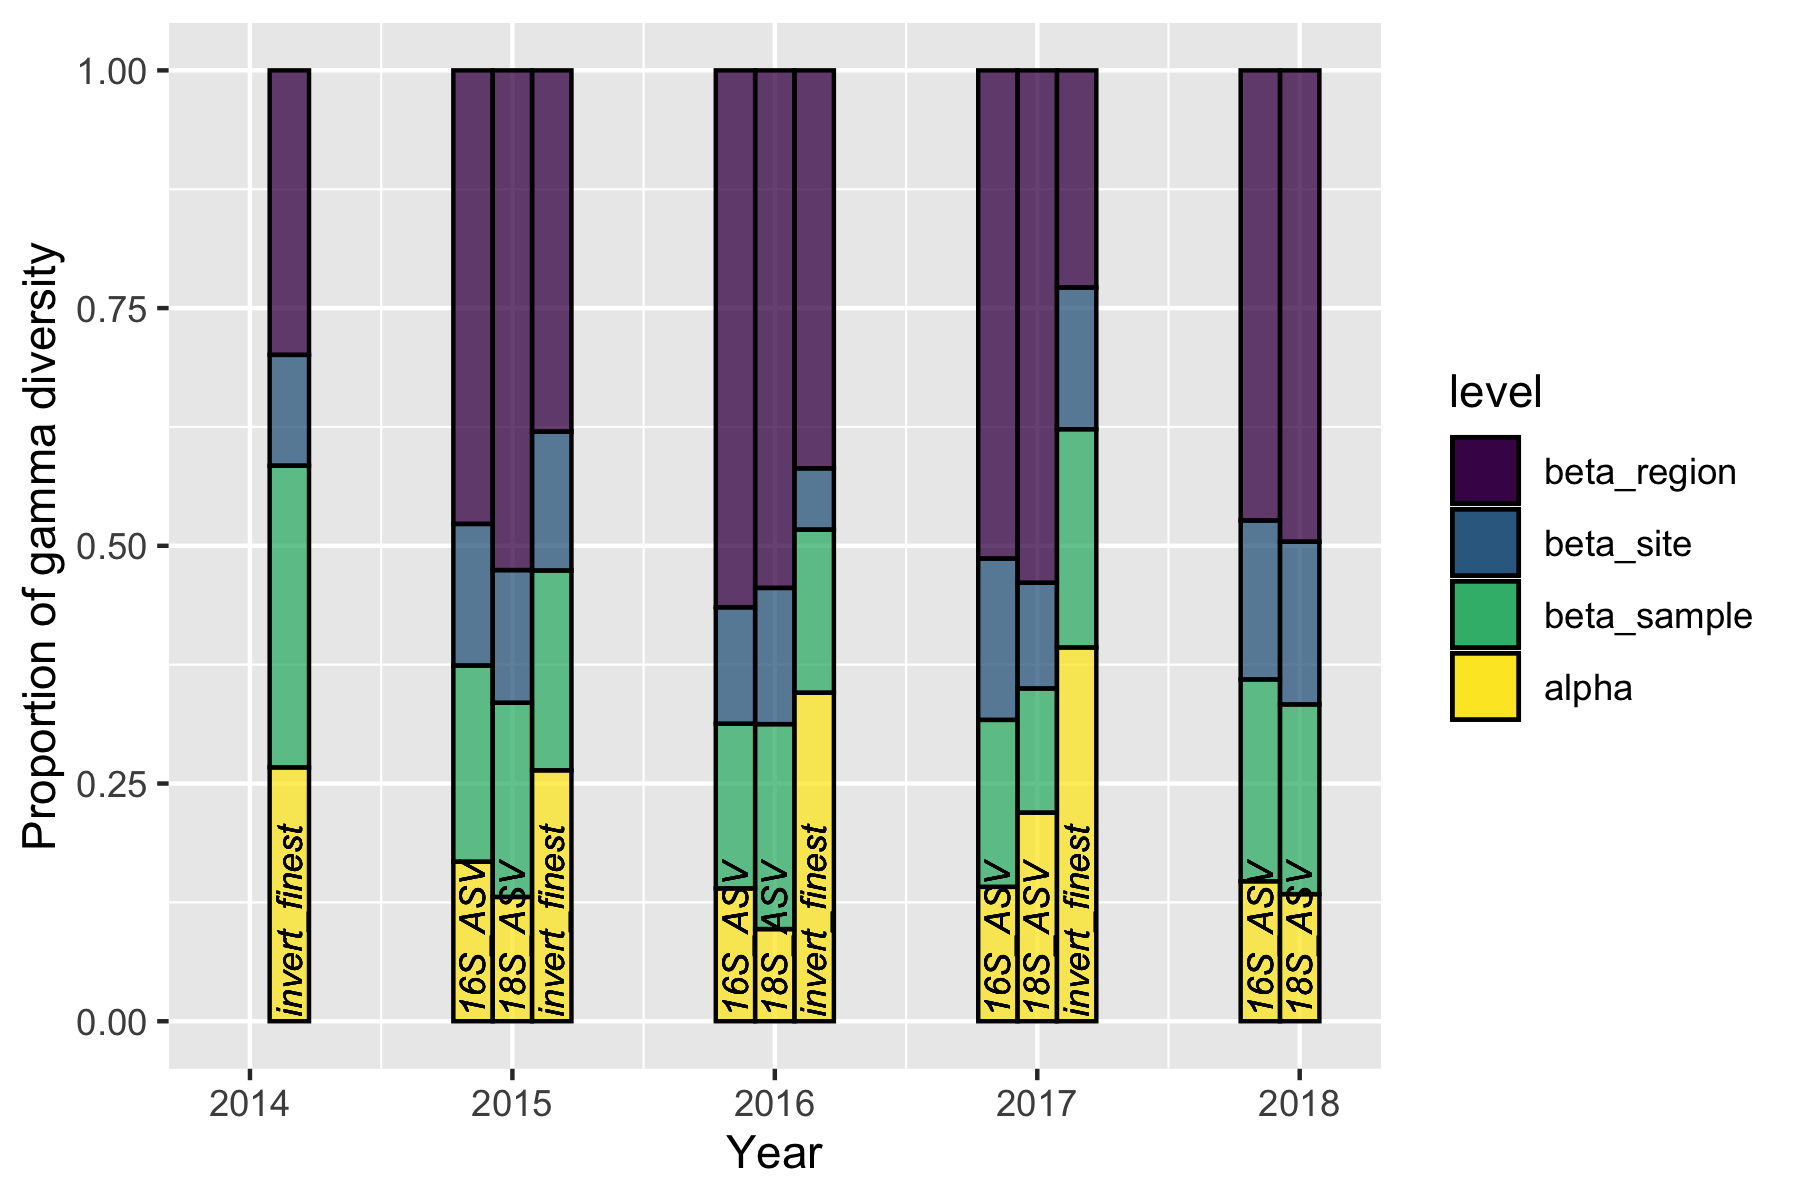 Proportion of gamma diversity
1.00
0.75
0.50
0.25
0.00
invert_finest
16S_ASV
18S_ASV
invert_finest
16S_ASV
18S_ASV
invert_finest
16S_ASV
18S_ASV
invert_finest
16S_ASV
18S_ASV
2014
2015
2016
2017
2018
Year
level
beta_region
beta_site
beta_sample
alpha